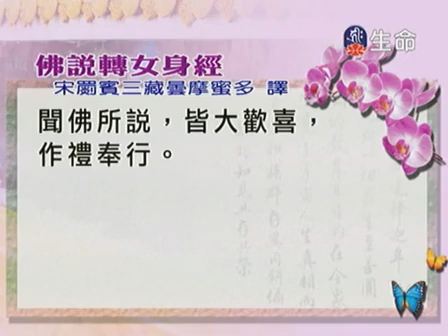 生命
佛說轉女身經
宋罽賓三藏曇摩蜜多 譯
聞佛所說，皆大歡喜，
作禮奉行。